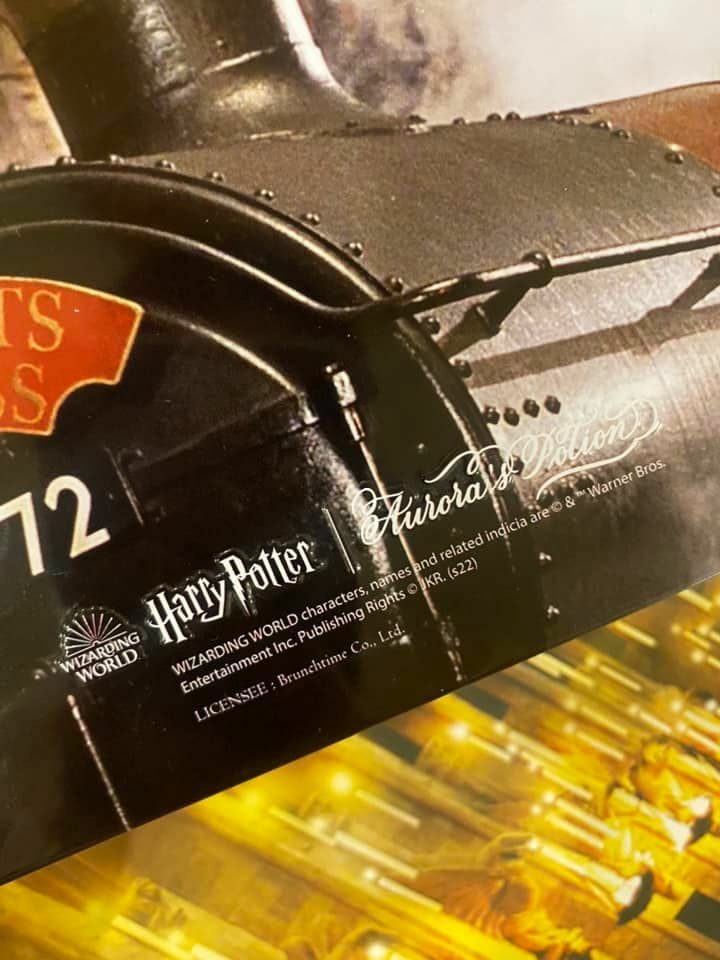 TS
SS
72
WIZARDING
WORLD
Harry Potter
Aurora's Potion
WIZARDING WORLD characters, names and related indicia are © & ™ Warner Bros.
Entertainment Inc. Publishing Rights © JKR. (s22)
LICENSEE : Brunchtime Co., Ltd.